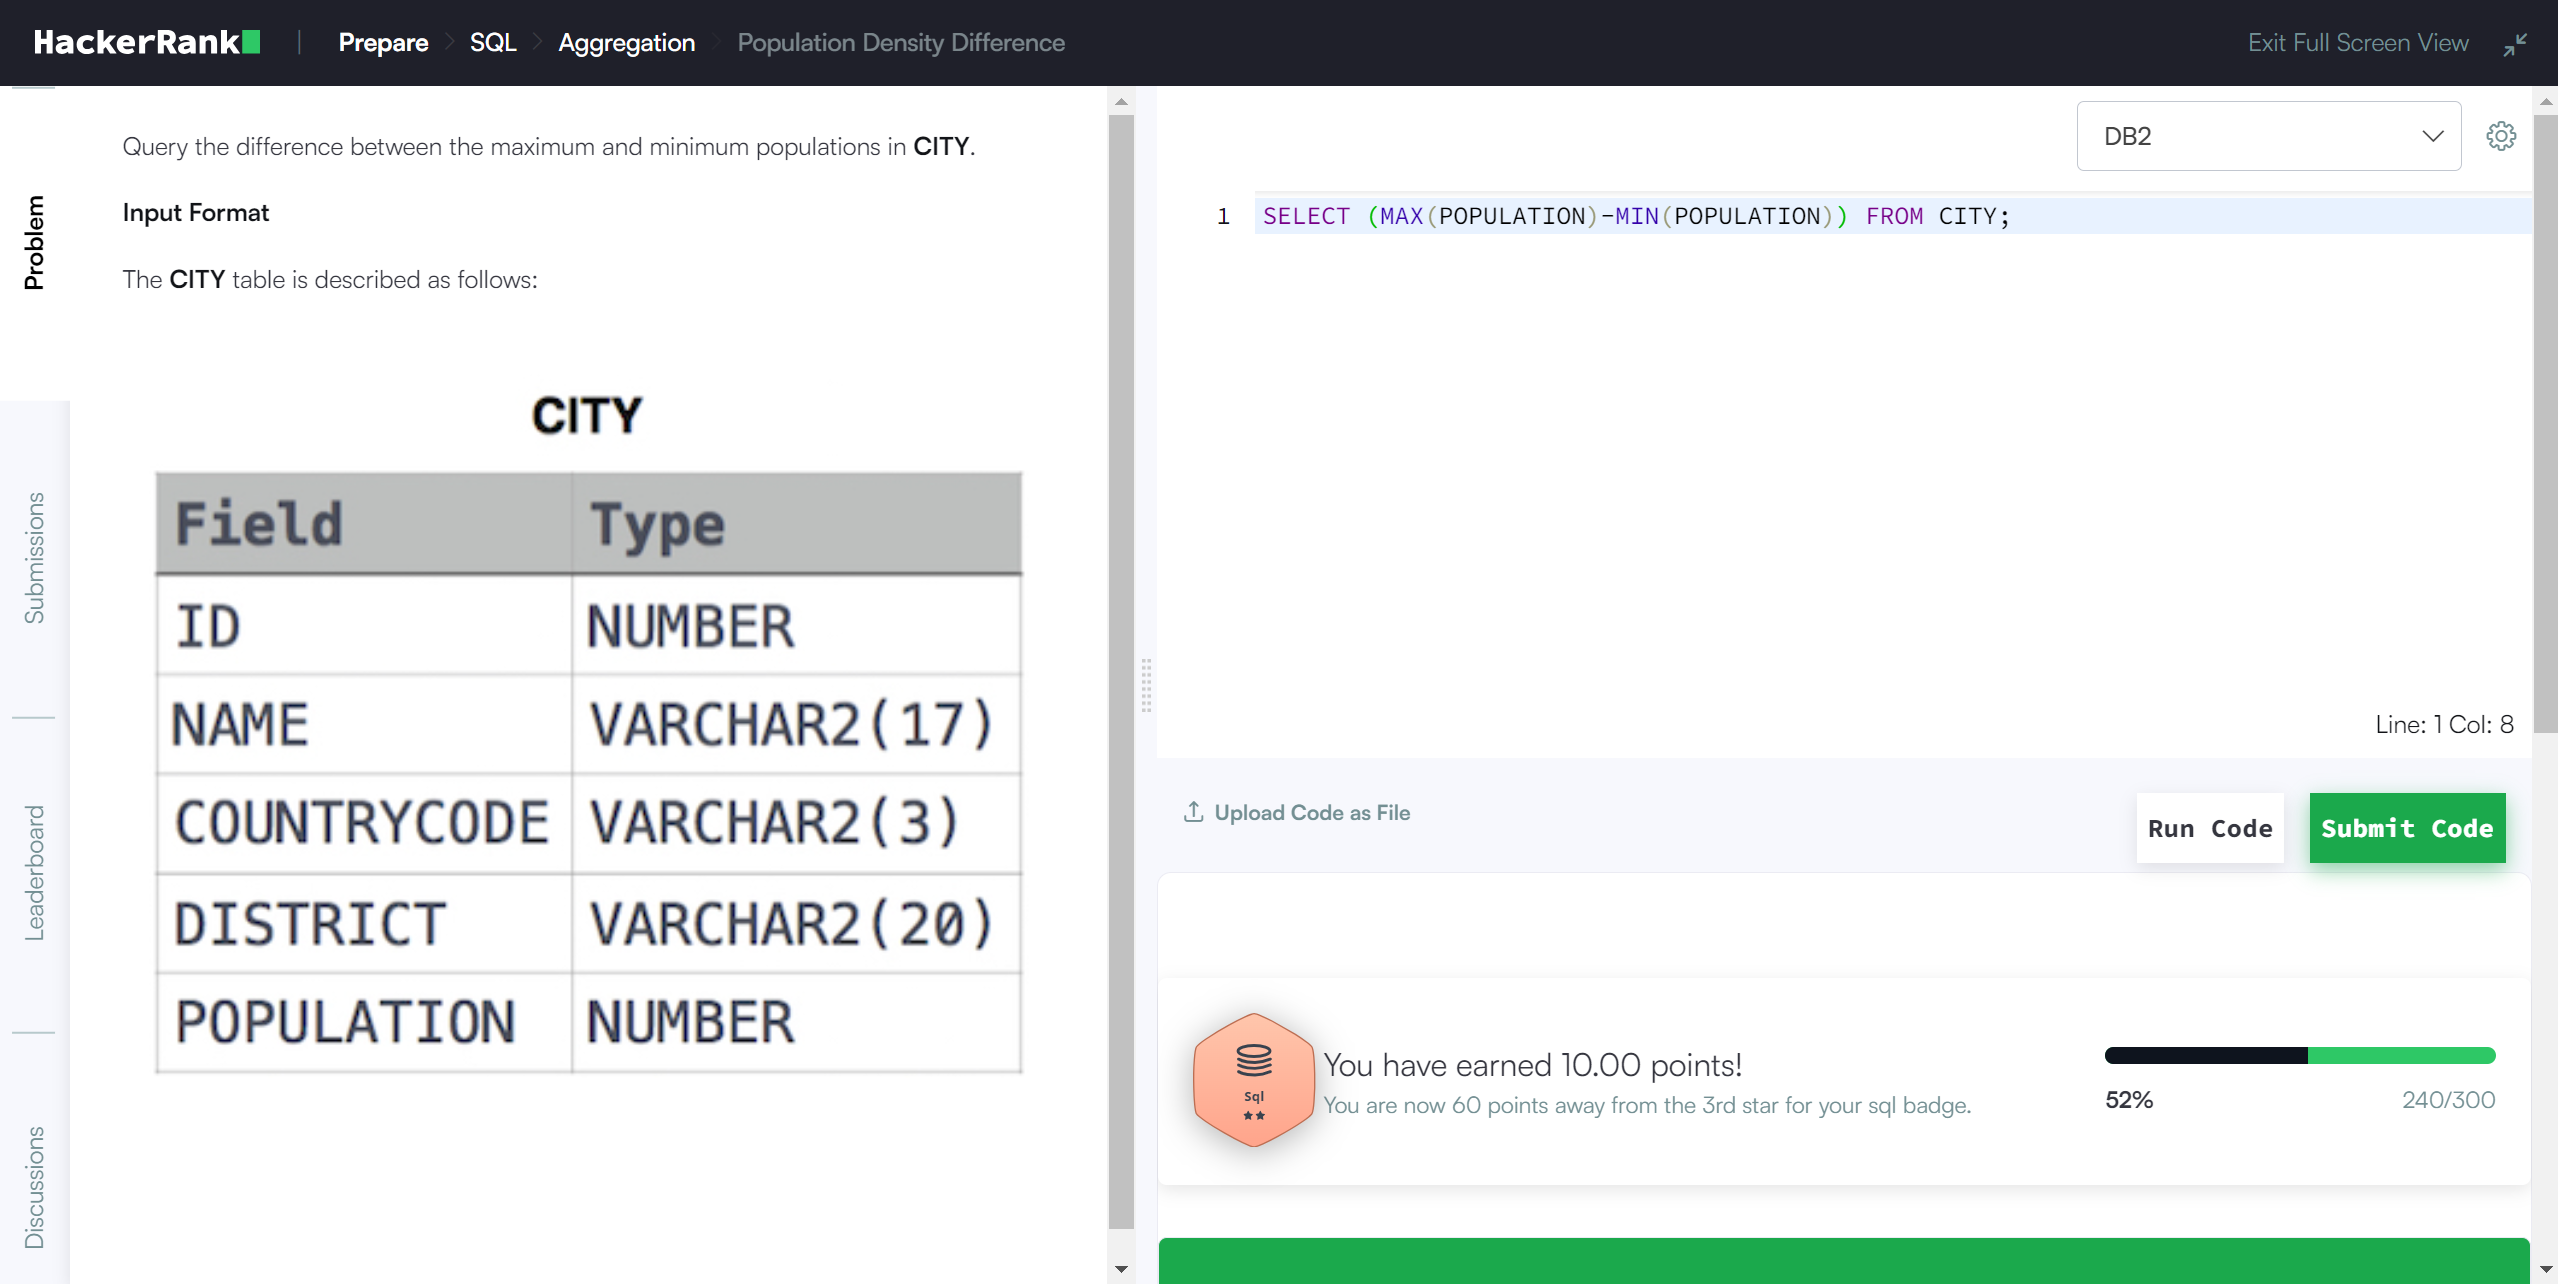 HackerRank | Prepare > SQL > Aggregation > Population Density Difference
Exit Full Screen View
Problem
Submissions
Leaderboard
Discussions
Query the difference between the maximum and minimum populations in CITY.
Input Format
The CITY table is described as follows:
CITY
Field Type
ID NUMBER
NAME VARCHAR2(17)
COUNTRYCODE VARCHAR2(3)
DISTRICT VARCHAR2(20)
POPULATION NUMBER
DB2
1 SELECT (MAX(POPULATION)-MIN(POPULATION)) FROM CITY;
Line: 1 Col: 8
Upload Code as File
Run Code
Submit Code
Sql
You have earned 10.00 points!
You are now 60 points away from the 3rd star for your sql badge.
52% 240/300